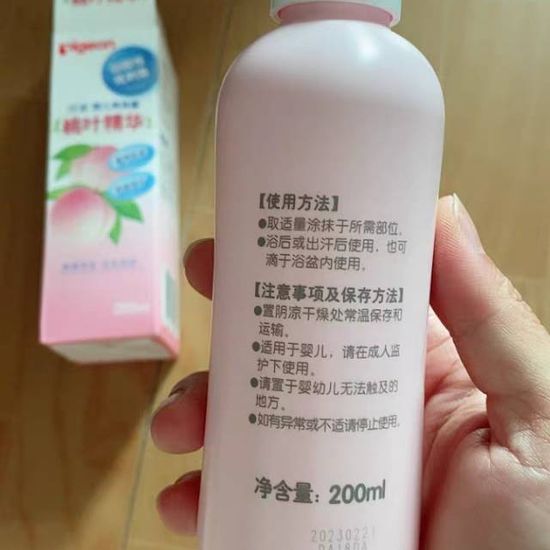 Pigeon
桃叶精华
【使用方法】
●取适量涂抹于所需部位。
●浴后或出汗后使用，也可
滴于浴盆内使用。
【注意事项及保存方法】
●置阴凉干燥处常温保存和
运输。
●适用于婴儿，请在成人监
护下使用。
●请置于婴幼儿无法触及的
地方。
●如有异常或不适请停止使用。
净含量：200ml
200ml
20230221